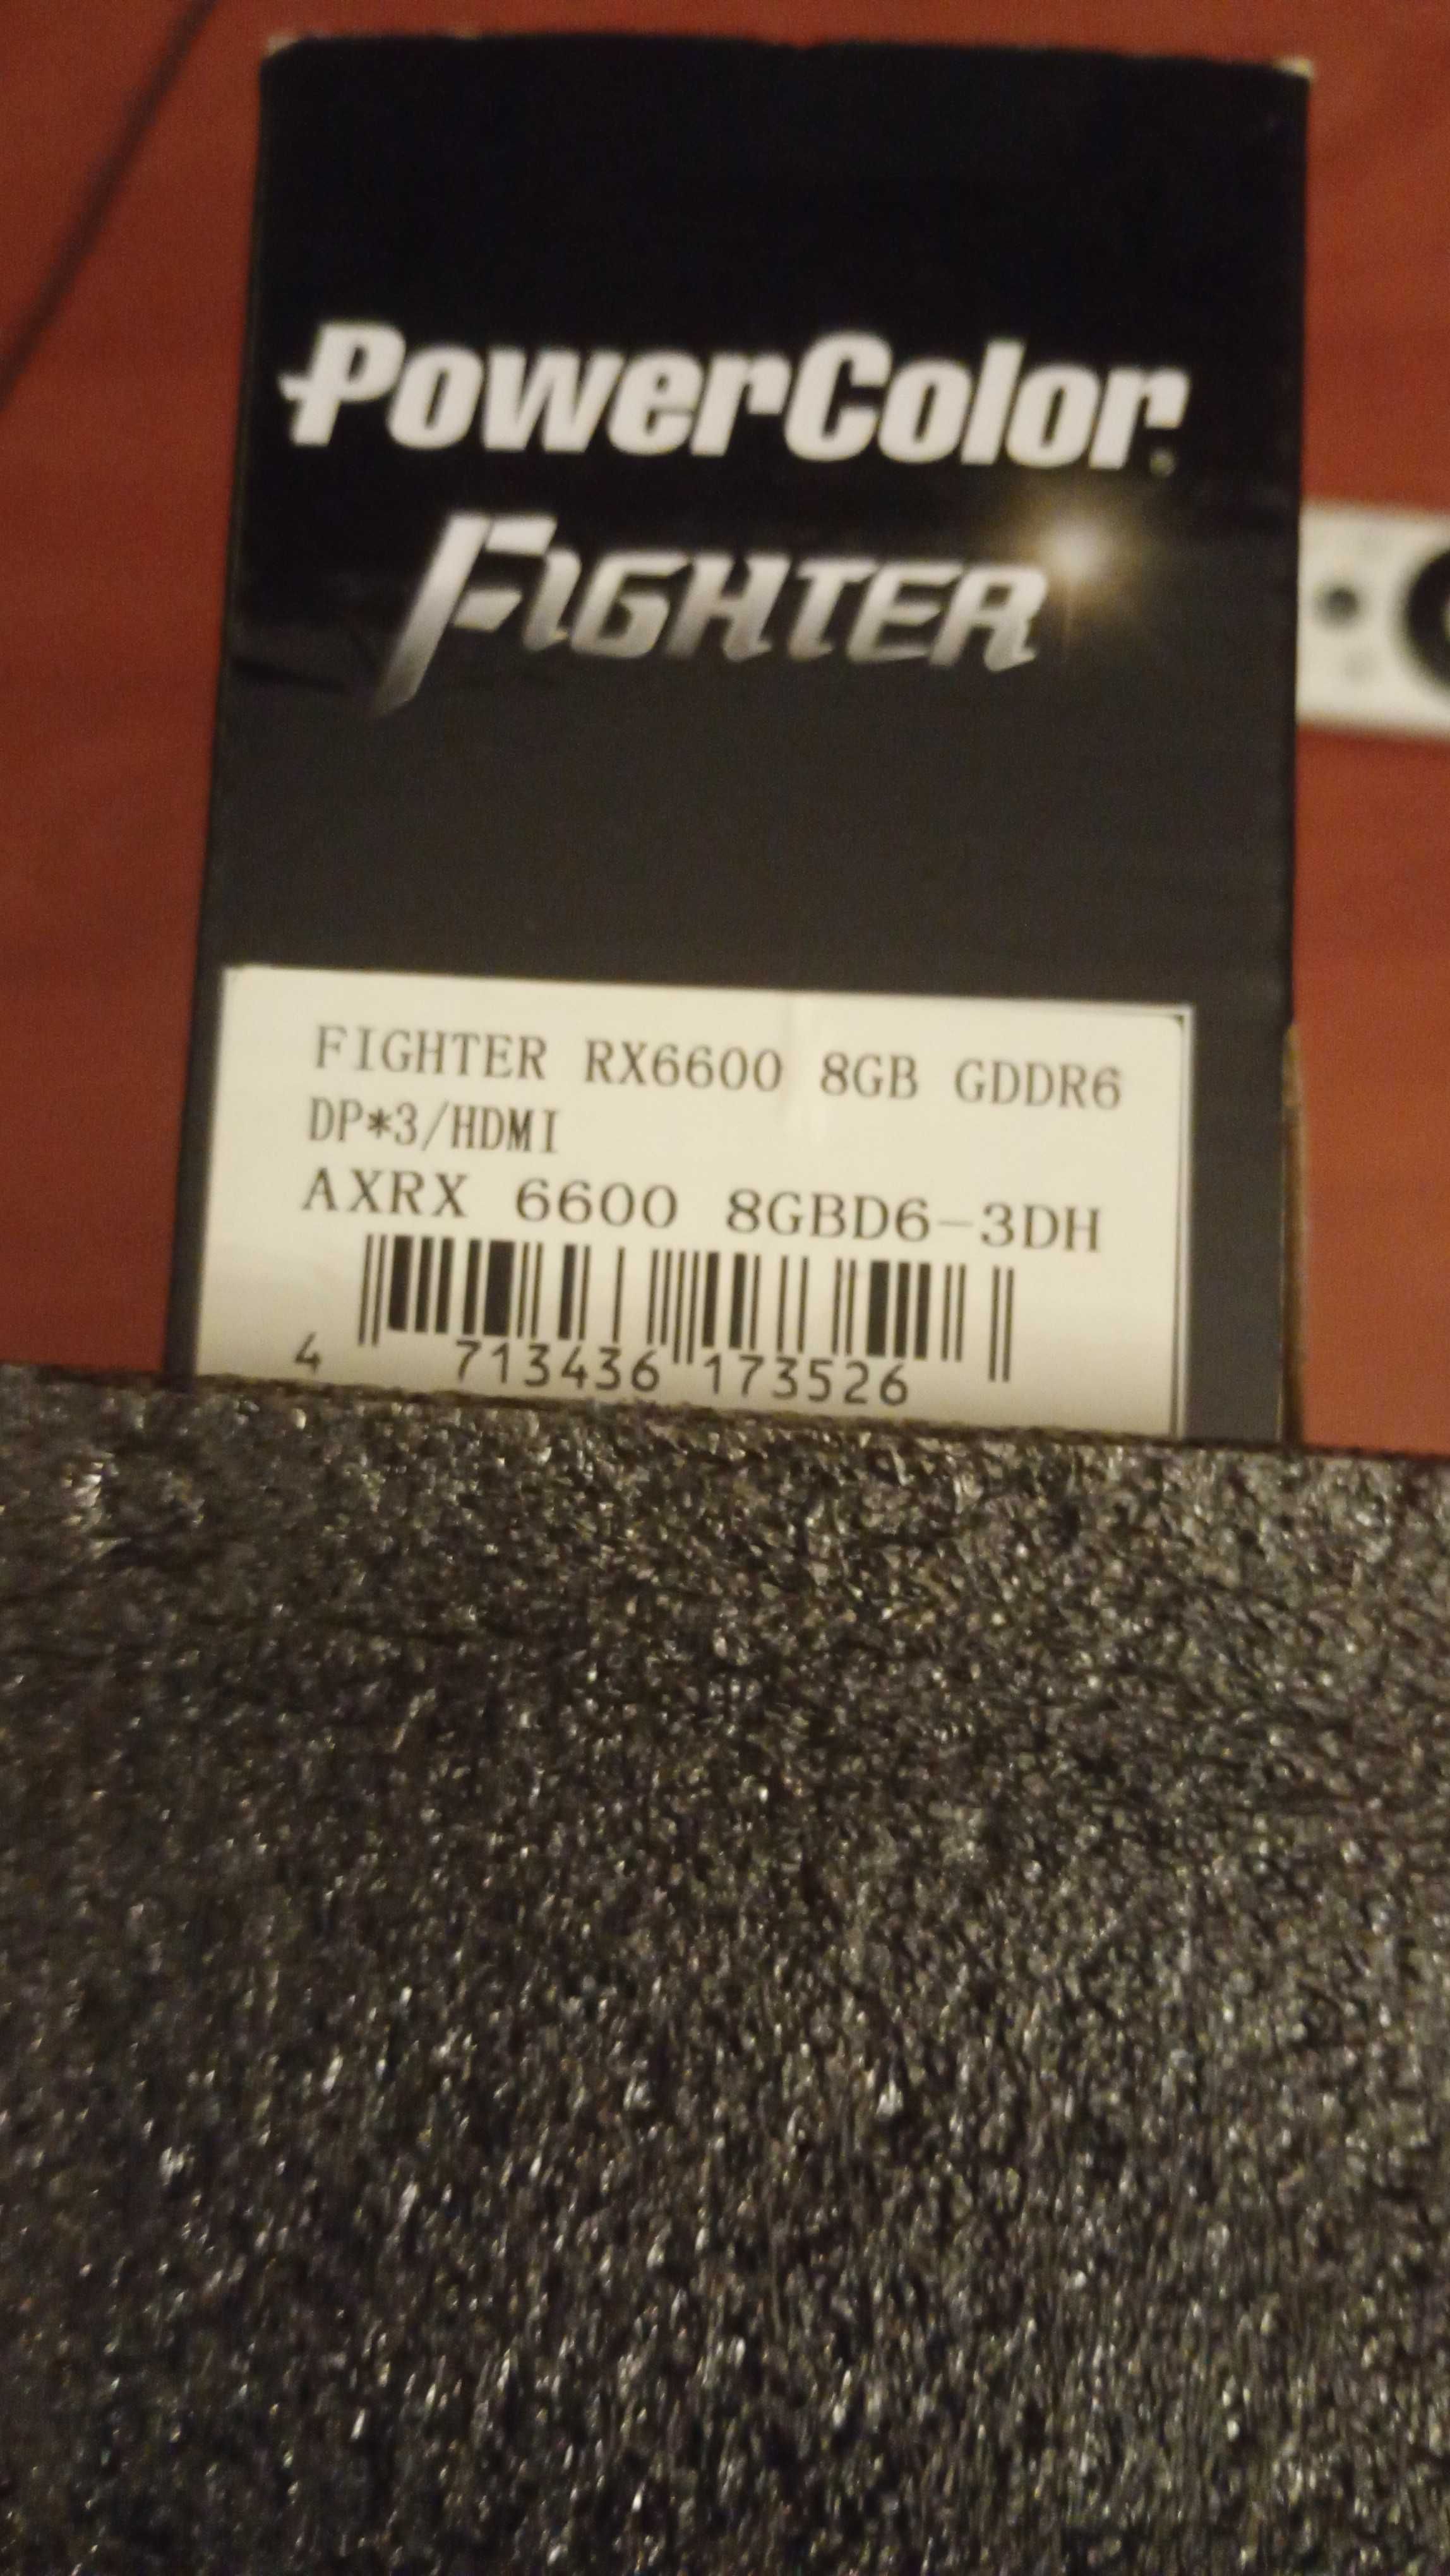 PowerColor
FIGHTER
FIGHTER RX6600 8GB GDDR6
DP*3/HDMI
AXRX 6600 8GBD6-3DH
4 713436 173526